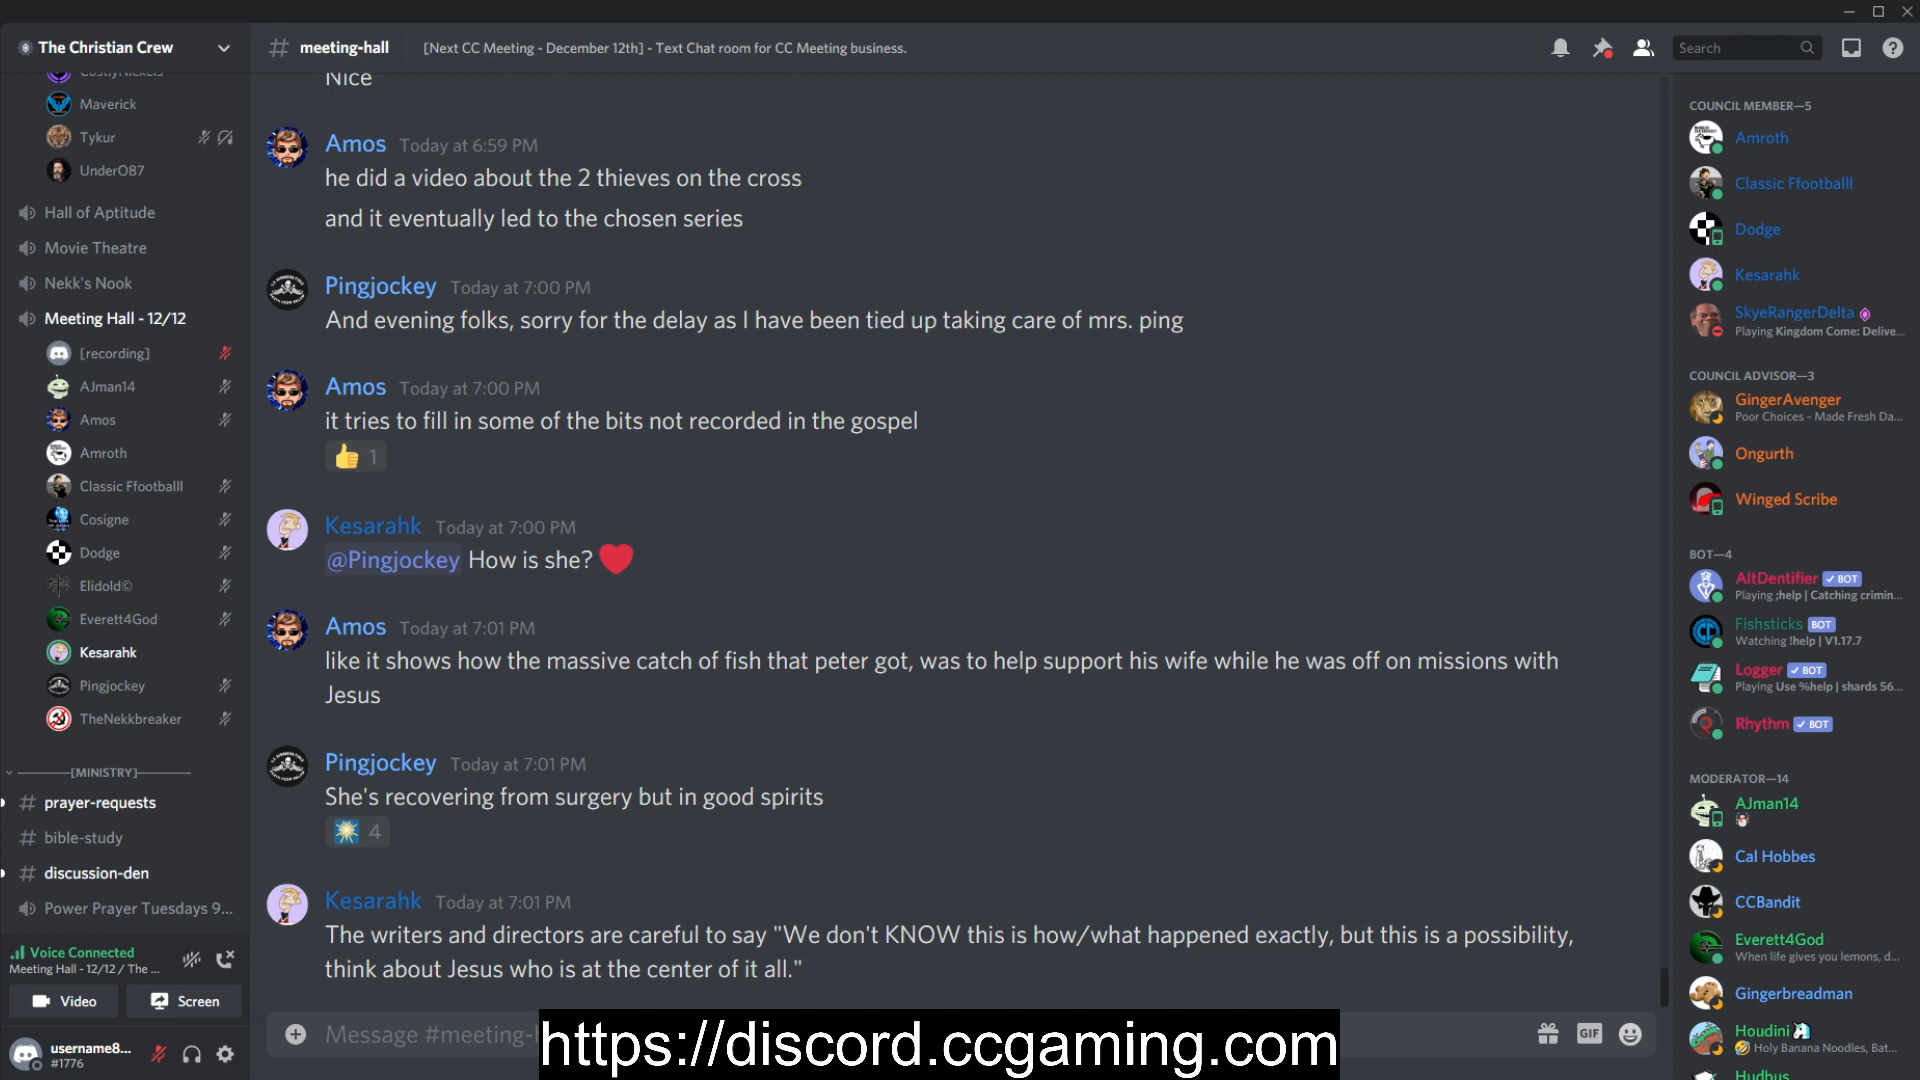 The Christian Crew
CostlyNickels
Maverick
Tykur
UnderO87
Hall of Aptitude
Movie Theatre
Nekk's Nook
Meeting Hall - 12/12
[recording]
AJman14
Amos
Amroth
Classic Ffootballl
Cosigne
Dodge
Elidold©
Everett4God
Kesarahk
Pingjockey
TheNekkbreaker
[MINISTRY]
# prayer-requests
# bible-study
# discussion-den
Power Prayer Tuesdays 9...
Voice Connected
Meeting Hall - 12/12 / The ...
Video Screen
username8...
#1776
# meeting-hall [Next CC Meeting - December 12th] - Text Chat room for CC Meeting business.
Search
Nice
Amos Today at 6:59 PM
he did a video about the 2 thieves on the cross
and it eventually led to the chosen series
Pingjockey Today at 7:00 PM
And evening folks, sorry for the delay as I have been tied up taking care of mrs. ping
Amos Today at 7:00 PM
it tries to fill in some of the bits not recorded in the gospel
👍 1
Kesarahk Today at 7:00 PM
@Pingjockey How is she? ❤️
Amos Today at 7:01 PM
like it shows how the massive catch of fish that peter got, was to help support his wife while he was off on missions with
Jesus
Pingjockey Today at 7:01 PM
She's recovering from surgery but in good spirits
4
Kesarahk Today at 7:01 PM
The writers and directors are careful to say "We don't KNOW this is how/what happened exactly, but this is a possibility,
think about Jesus who is at the center of it all."
Message #meeting-
https://discord.ccgaming.com
GIF
COUNCIL MEMBER—5
Amroth
Classic Ffootballl
Dodge
Kesarahk
SkyeRangerDelta
Playing Kingdom Come: Delive...
COUNCIL ADVISOR—3
GingerAvenger
Poor Choices - Made Fresh Da...
Ongurth
Winged Scribe
BOT—4
AltDentifier ✓ BOT
Playing ;help | Catching crimin...
Fishsticks BOT
Watching !help | V1.17.7
Logger ✓ BOT
Playing Use %help | shards 56...
Rhythm ✓ BOT
MODERATOR—14
AJman14
Cal Hobbes
CCBandit
Everett4God
When life gives you lemons, d...
Gingerbreadman
Houdini
Holy Banana Noodles, Bat...
Hudbus